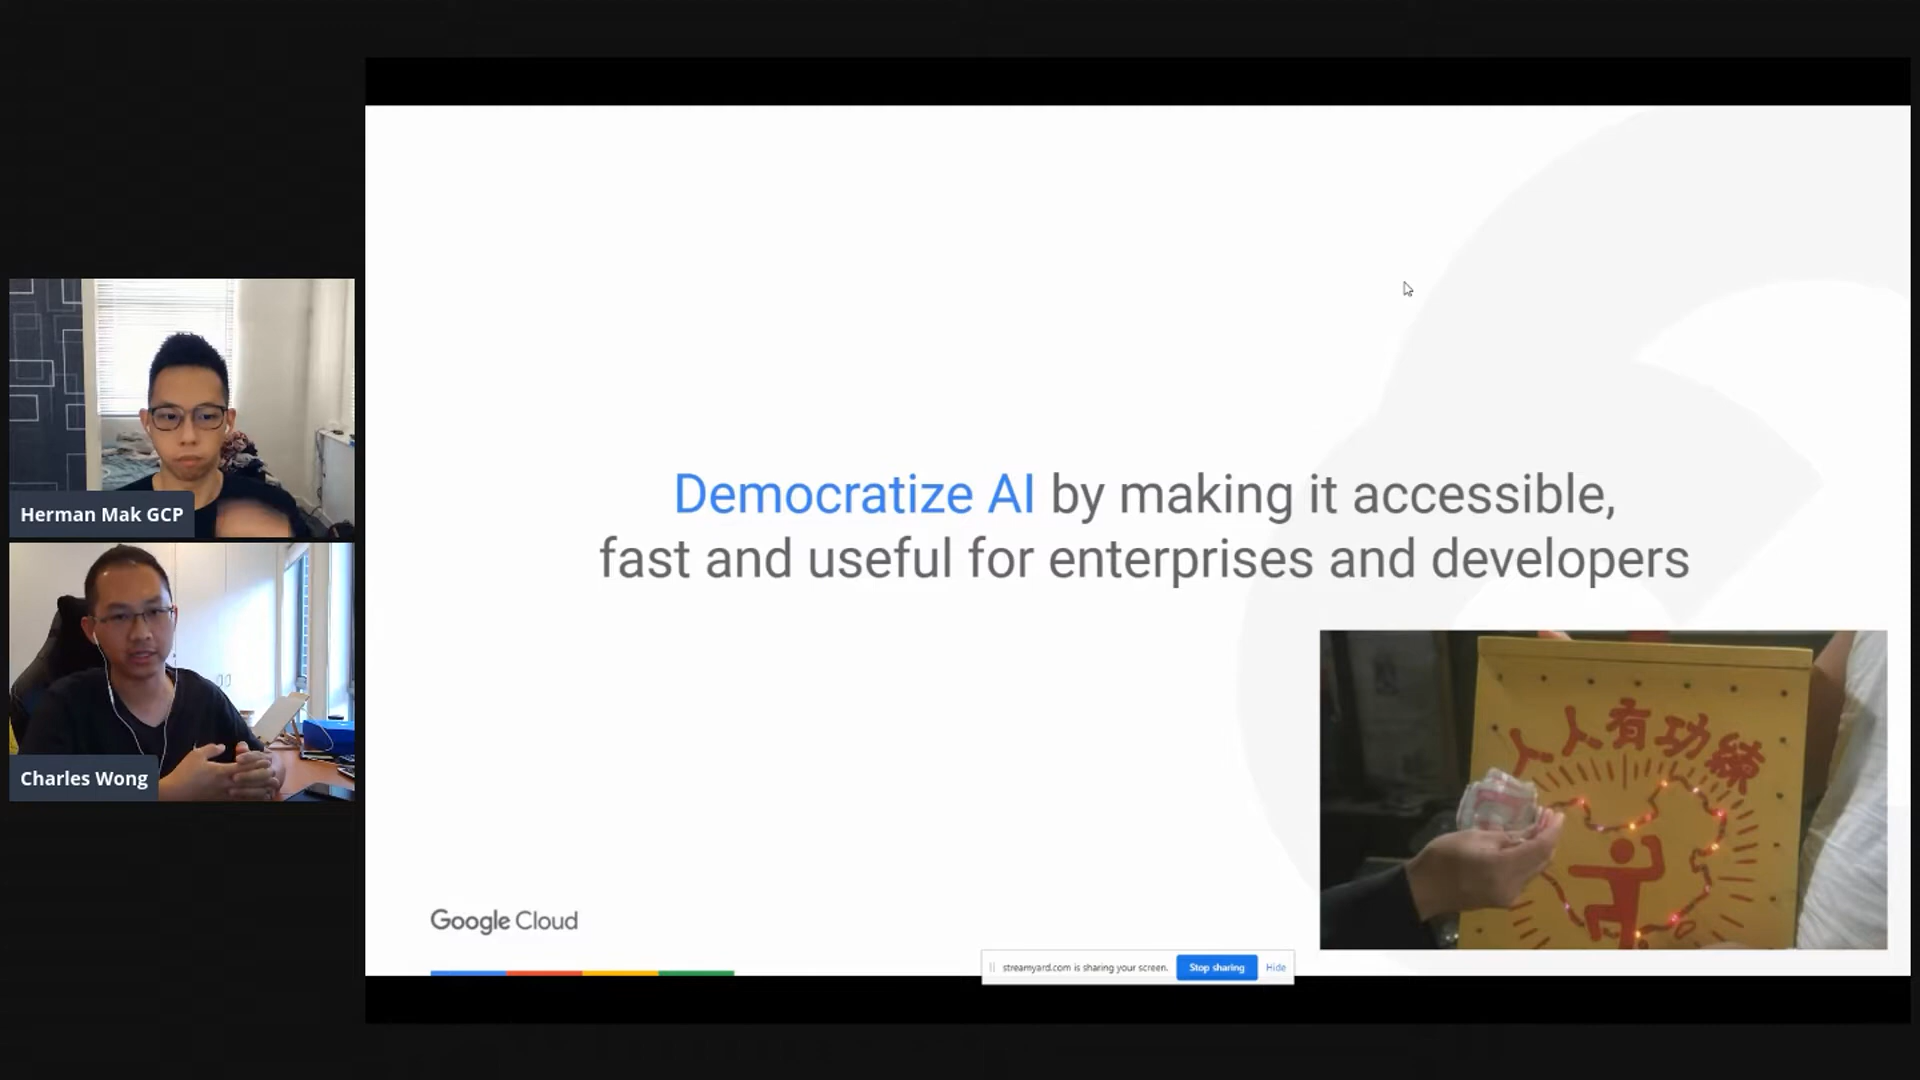 Herman Mak GCP
Charles Wong
Democratize AI by making it accessible,
fast and useful for enterprises and developers
人人有功練
Google Cloud
streamyard.com is sharing your screen.
Stop sharing
Hide